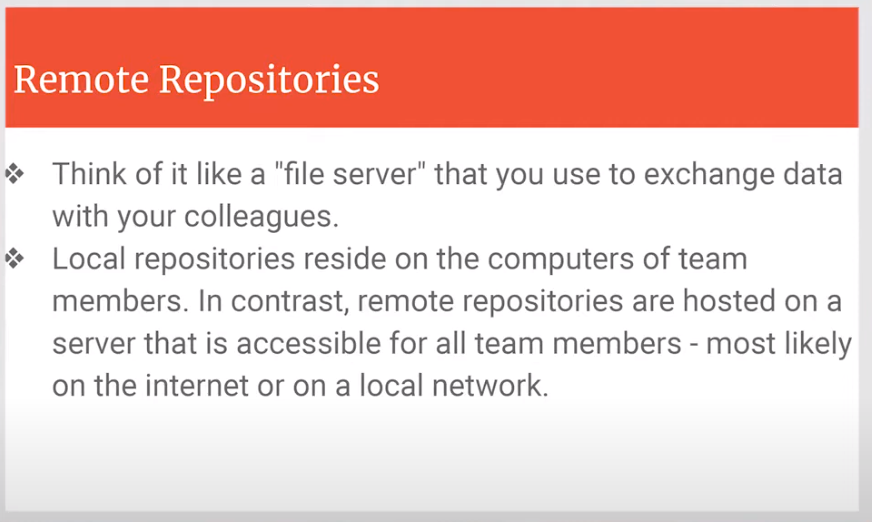 Remote Repositories
❖ Think of it like a "file server" that you use to exchange data
with your colleagues.
❖ Local repositories reside on the computers of team
members. In contrast, remote repositories are hosted on a
server that is accessible for all team members - most likely
on the internet or on a local network.